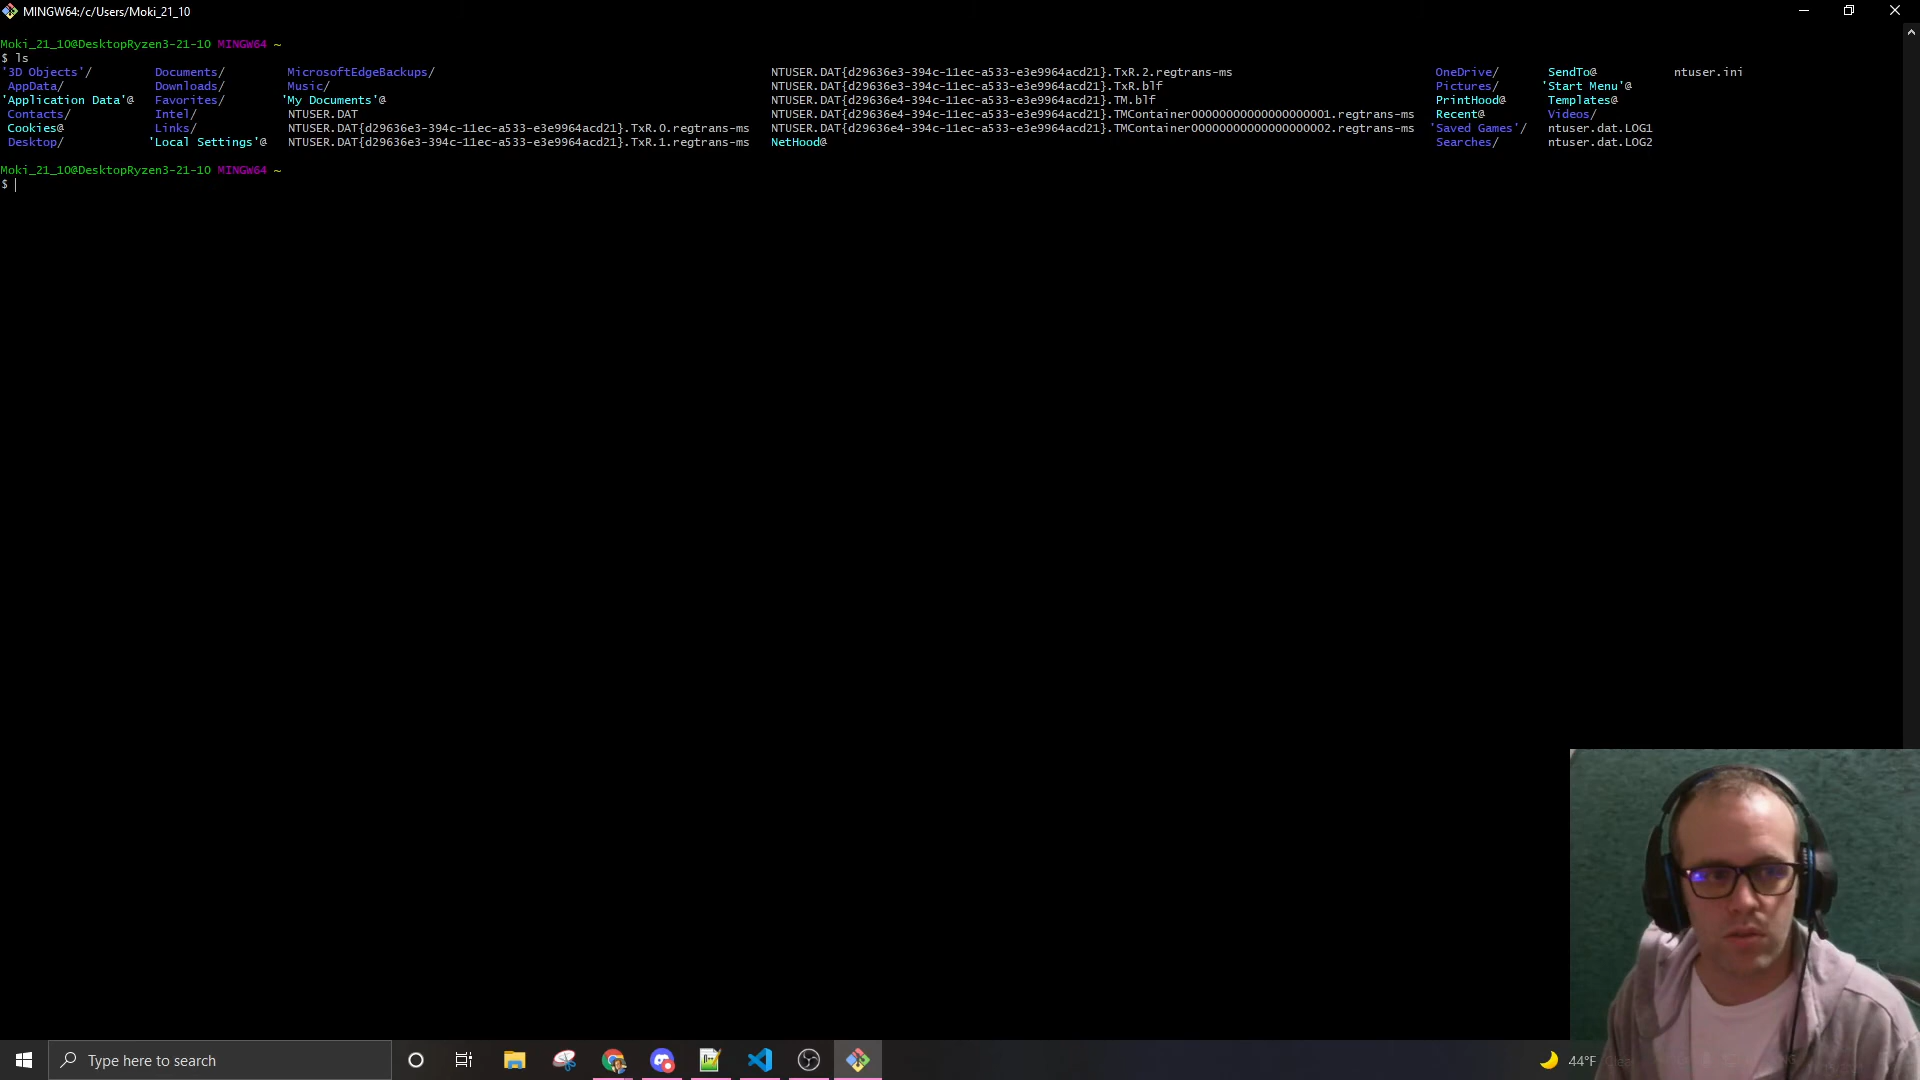 MINGW64:/c/Users/Moki_21_10
Moki_21_10@DesktopRyzen3-21-10 MINGW64 ~
$ ls
'3D Objects'/ Documents/ MicrosoftEdgeBackups/ NTUSER.DAT{d29636e3-394c-11ec-a533-e3e9964acd21}.TxR.2.regtrans-ms OneDrive/ SendTo@ ntuser.ini
AppData/ Downloads/ Music/ NTUSER.DAT{d29636e3-394c-11ec-a533-e3e9964acd21}.TxR.blf Pictures/ 'Start Menu'@
'Application Data'@ Favorites/ 'My Documents'@ NTUSER.DAT{d29636e4-394c-11ec-a533-e3e9964acd21}.TM.blf PrintHood@ Templates@
Contacts/ Intel/ NTUSER.DAT NTUSER.DAT{d29636e4-394c-11ec-a533-e3e9964acd21}.TMContainer00000000000000000001.regtrans-ms Recent@ Videos/
Cookies@ Links/ NTUSER.DAT{d29636e3-394c-11ec-a533-e3e9964acd21}.TxR.0.regtrans-ms NTUSER.DAT{d29636e4-394c-11ec-a533-e3e9964acd21}.TMContainer00000000000000000002.regtrans-ms 'Saved Games'/ ntuser.dat.LOG1
Desktop/ 'Local Settings'@ NTUSER.DAT{d29636e3-394c-11ec-a533-e3e9964acd21}.TxR.1.regtrans-ms NetHood@ Searches/ ntuser.dat.LOG2
Moki_21_10@DesktopRyzen3-21-10 MINGW64 ~
$
Type here to search
44°F Clear